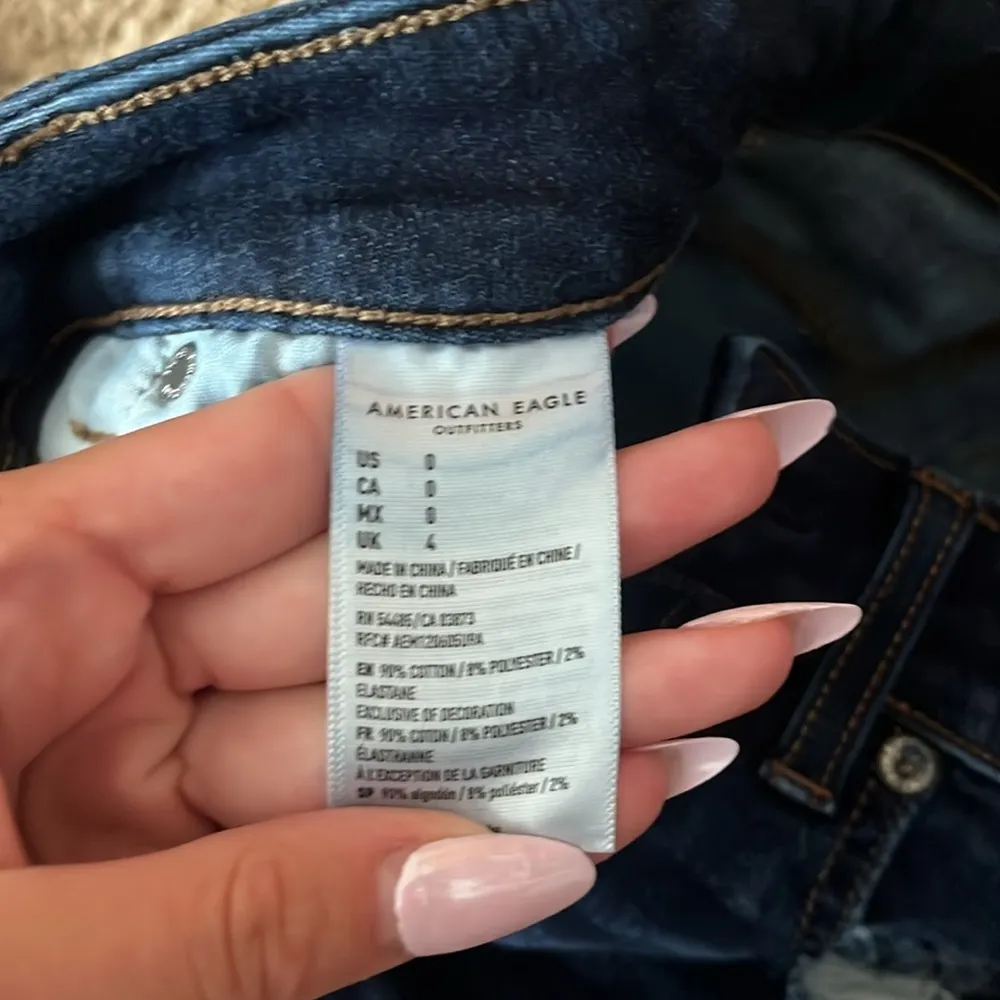 AMERICAN EAGLE
OUTFITTERS
US 0
CA 0
MX 0
UK 4
MADE IN CHINA / FABRIQUÉ EN CHINE /
HECHO EN CHINA
RN 54485/CA 03873
RFC# AEM1206051RA
EN 90% COTTON / 8% POLYESTER / 2%
ELASTANE
EXCLUSIVE OF DECORATION
FR 90% COTON / 8% POLYESTER / 2%
ÉLASTHANNE
À L'EXCEPTION DE LA GARNITURE
SP 90% algodón / 8% poliéster / 2%